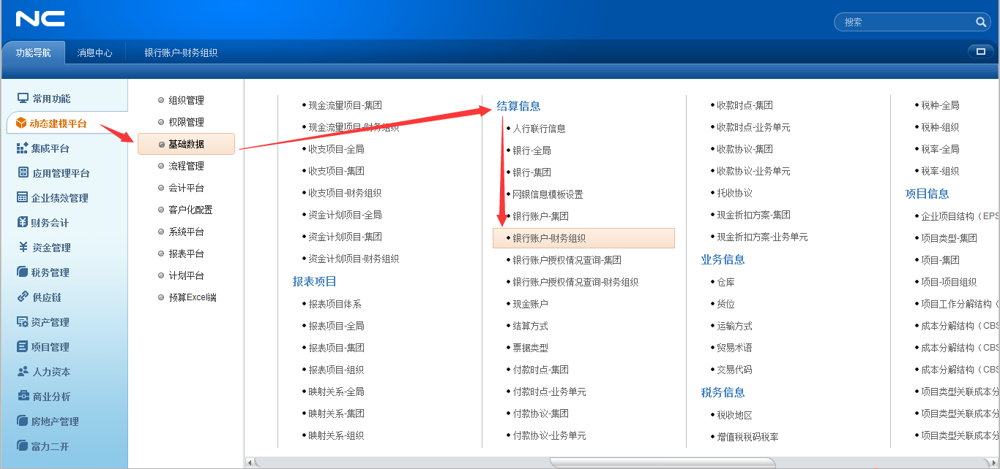 NC
搜索
功能导航
消息中心
银行账户-财务组织
常用功能
动态建模平台
集成平台
应用管理平台
企业绩效管理
财务会计
资金管理
税务管理
供应链
资产管理
项目管理
人力资本
商业分析
房地产管理
富力二开
组织管理
权限管理
基础数据
流程管理
会计平台
客户化配置
系统平台
报表平台
计划平台
预算Excel端
现金流量项目-集团
现金流量项目-财务组织
收支项目-全局
收支项目-集团
收支项目-财务组织
资金计划项目-全局
资金计划项目-集团
资金计划项目-财务组织
报表项目
报表项目体系
报表项目-全局
报表项目-集团
报表项目-组织
映射关系-全局
映射关系-集团
映射关系-组织
结算信息
人行联行信息
银行-全局
银行-集团
网银信息模板设置
银行账户-集团
银行账户-财务组织
银行账户授权情况查询-集团
银行账户授权情况查询-财务组织
现金账户
结算方式
票据类型
付款时点-集团
付款时点-业务单元
付款协议-集团
付款协议-业务单元
收款时点-集团
收款时点-业务单元
收款协议-集团
收款协议-业务单元
托收协议
现金折扣方案-集团
现金折扣方案-业务单元
业务信息
仓库
货位
运输方式
贸易术语
交易代码
税务信息
税收地区
增值税税码税率
税种-全局
税种-组织
税率-全局
税率-组织
项目信息
企业项目结构（EPS
项目类型-集团
项目-集团
项目-项目组织
项目工作分解结构（
成本分解结构（CBS
成本分解结构（CBS
成本分解结构（CBS
项目类型关联成本分
项目类型关联成本分
项目类型关联成本分